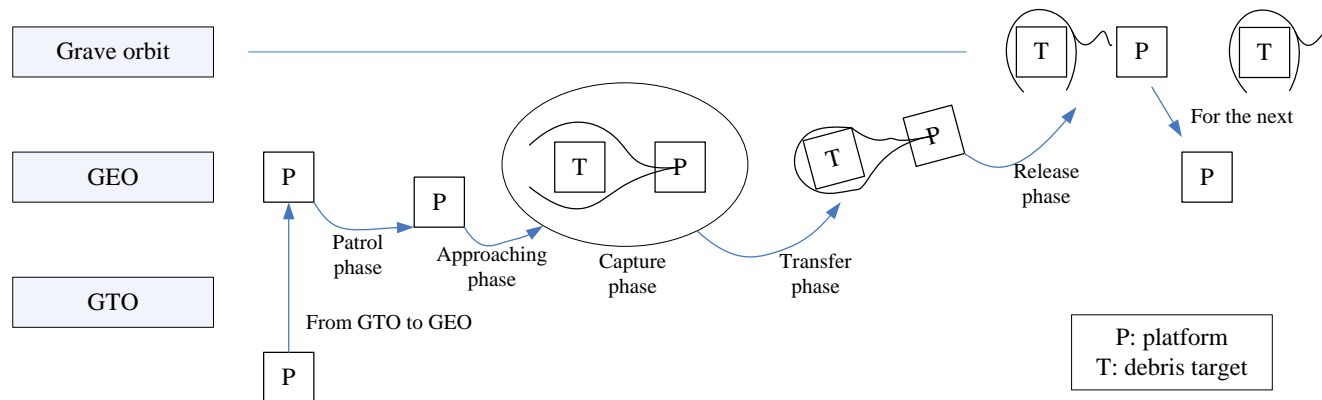 Grave orbit
T
P
T
For the next
GEO
P
P
T
P
T
P
Release
phase
P
Patrol
phase
Approaching
phase
Capture
phase
Transfer
phase
GTO
From GTO to GEO
P
P: platform
T: debris target